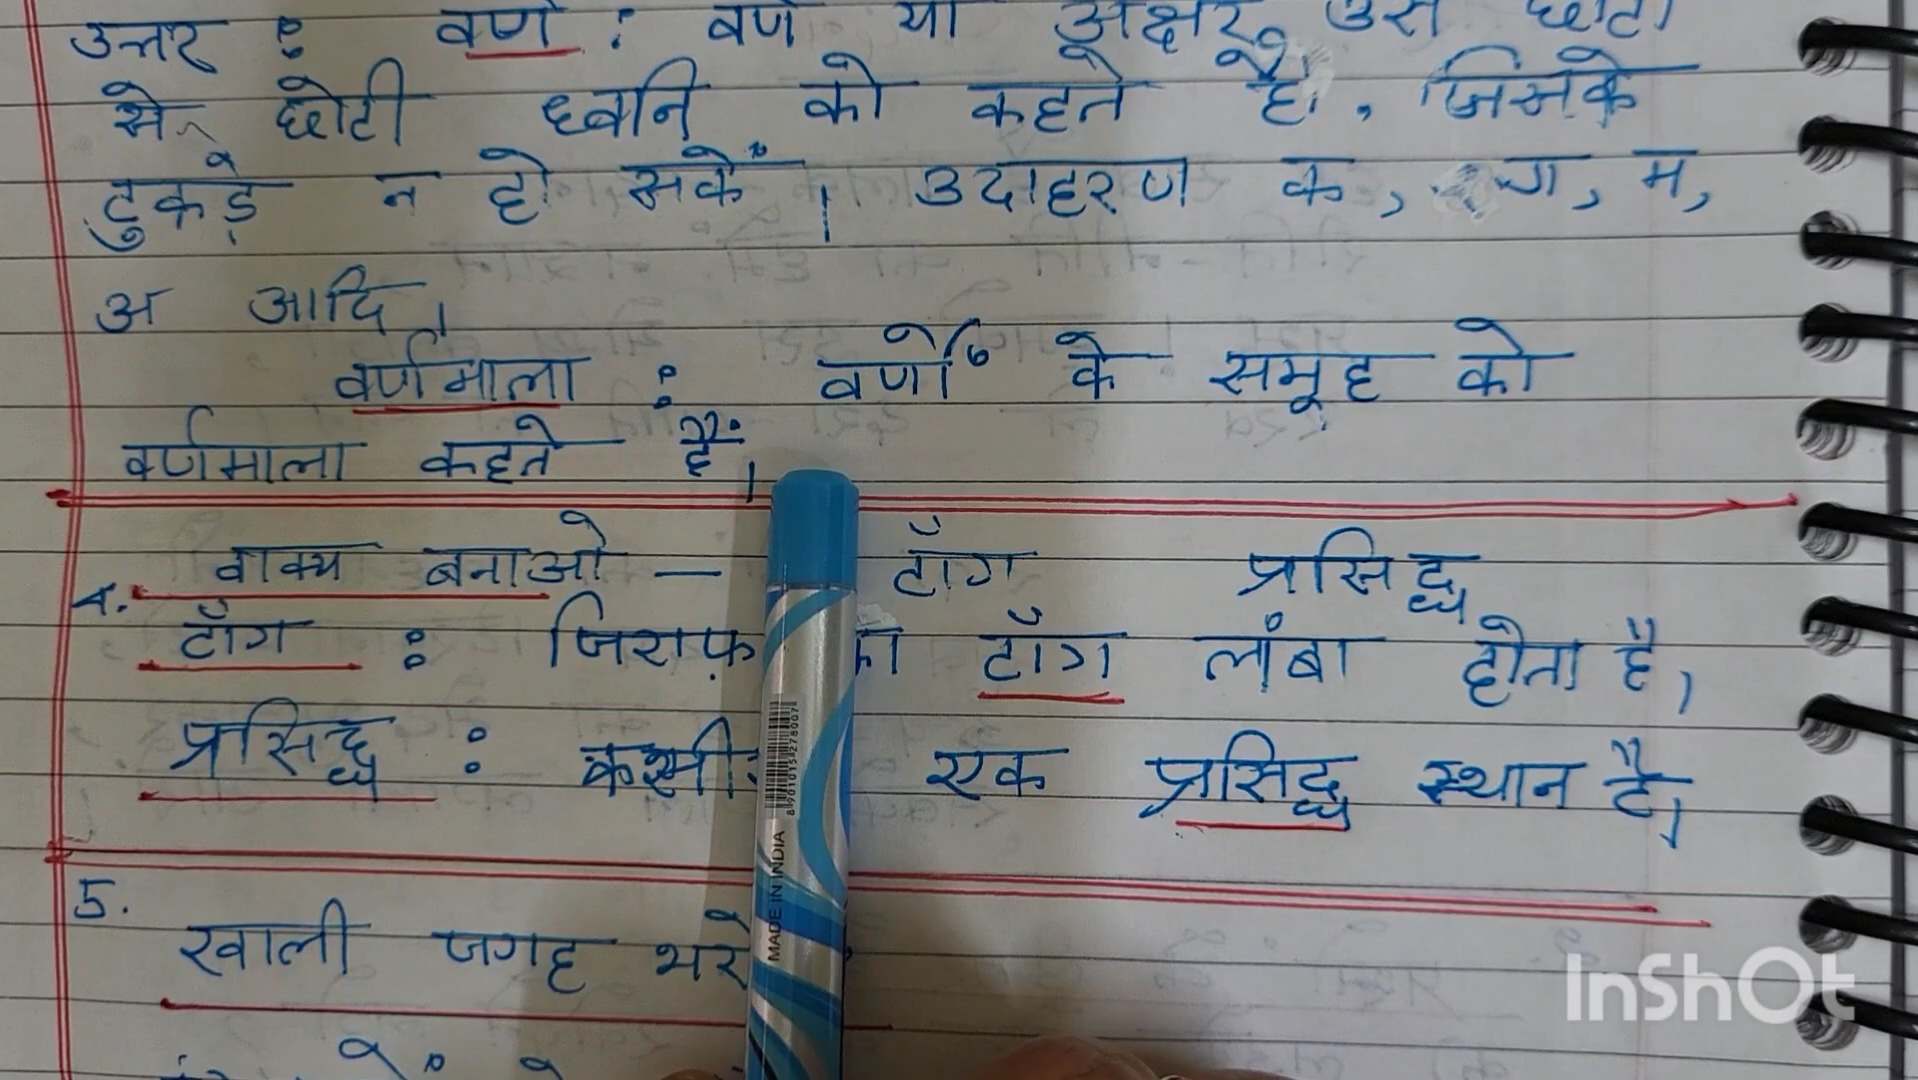 उत्तर : वर्ण : वर्ण या अक्षर उस छोटी
से छोटी ध्वनि को कहते है, जिसके
टुकड़े न हो सकें । उदाहरण क, ण, म,
अ आदि ।
वर्णमाला : वर्णों के समूह को
वर्णमाला कहते हैं ।
4. वाक्य बनाओ — टाँग प्रसिद्ध
टाँग : जिराफ़ का टाँग लांबा होता है ।
प्रसिद्ध : एक प्रसिद्ध स्थान है ।
5.
खाली जगह भरे
MADE IN INDIA
8901015278007
InShOt